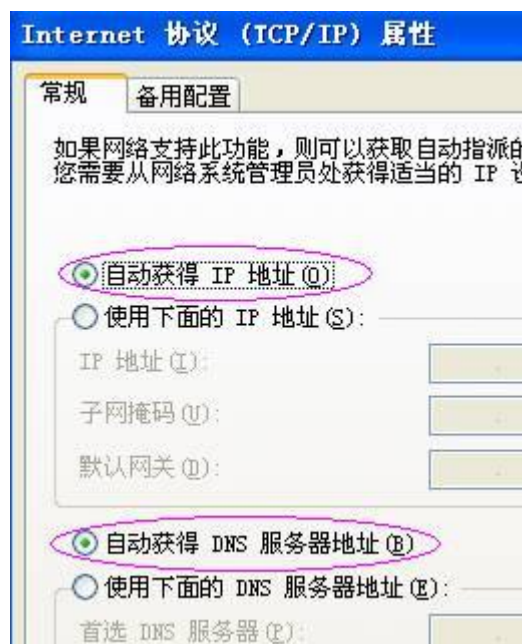 Internet 协议 (TCP/IP) 属性
常规 备用配置
如果网络支持此功能，则可以获取自动指派的
您需要从网络系统管理员处获得适当的 IP 设
自动获得 IP 地址(O)
使用下面的 IP 地址(S):
IP 地址(I):
子网掩码(U):
默认网关(D):
自动获得 DNS 服务器地址(B)
使用下面的 DNS 服务器地址(E):
首选 DNS 服务器(P):